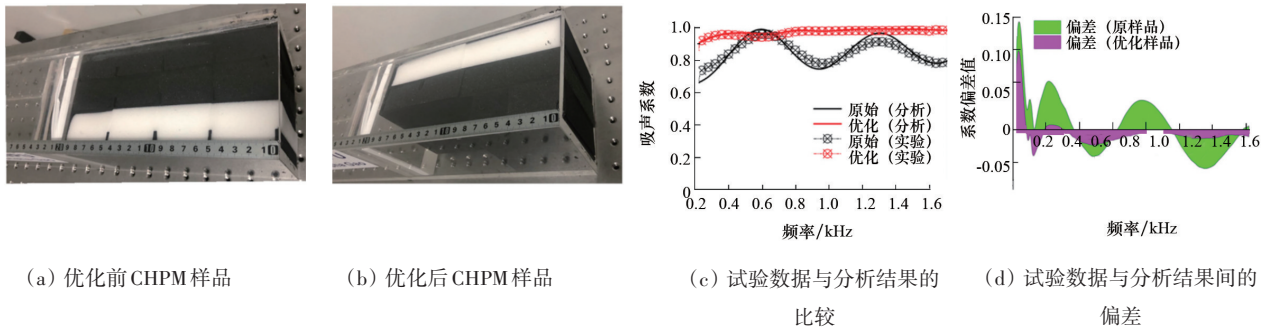 1.0
0.8
0.6
0.4
0.2
0
吸声系数
原始（分析）
优化（分析）
原始（实验）
优化（实验）
0.2 0.4 0.6 0.8 1.0 1.2 1.4 1.6
频率/kHz
0.15
0.10
0.05
0
-0.05
系数偏差值
偏差（原样品）
偏差（优化样品）
0.2 0.4 0.6 0.8 1.0 1.2 1.4 1.6
频率/kHz
（a）优化前CHPM样品
（b）优化后CHPM样品
（c）试验数据与分析结果的
比较
（d）试验数据与分析结果间的
偏差